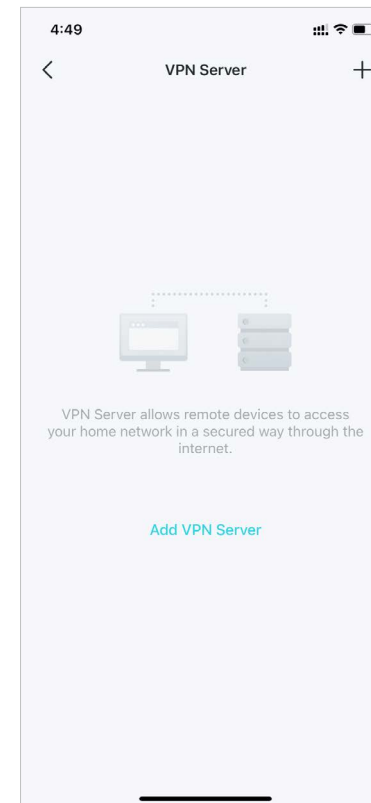 4:49
VPN Server
VPN Server allows remote devices to access
your home network in a secured way through the
internet.
Add VPN Server